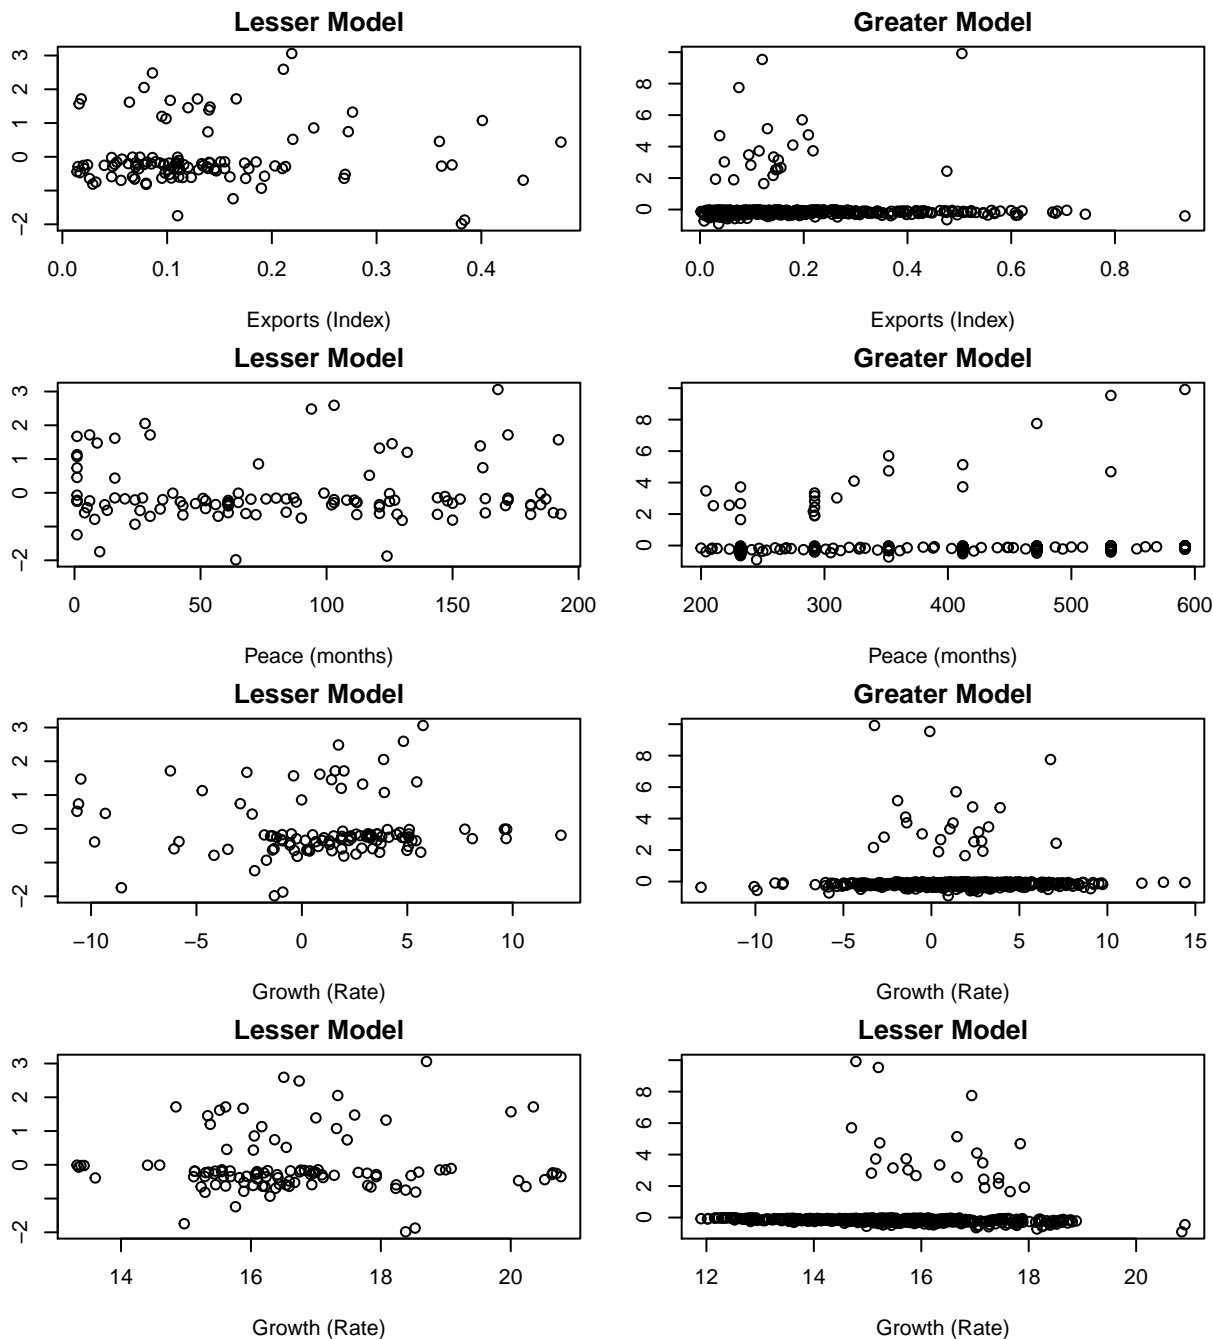 Lesser Model
Greater Model
3
2
1
0
−2
0.0 0.1 0.2 0.3 0.4
Exports (Index)
8
6
4
2
0
0.0 0.2 0.4 0.6 0.8
Exports (Index)
Lesser Model
Greater Model
3
2
1
0
−2
0 50 100 150 200
Peace (months)
8
6
4
2
0
200 300 400 500 600
Peace (months)
Lesser Model
Greater Model
3
2
1
0
−2
−10 −5 0 5 10
Growth (Rate)
8
6
4
2
0
−10 −5 0 5 10 15
Growth (Rate)
Lesser Model
Lesser Model
3
2
1
0
−2
14 16 18 20
Growth (Rate)
8
6
4
2
0
12 14 16 18 20
Growth (Rate)